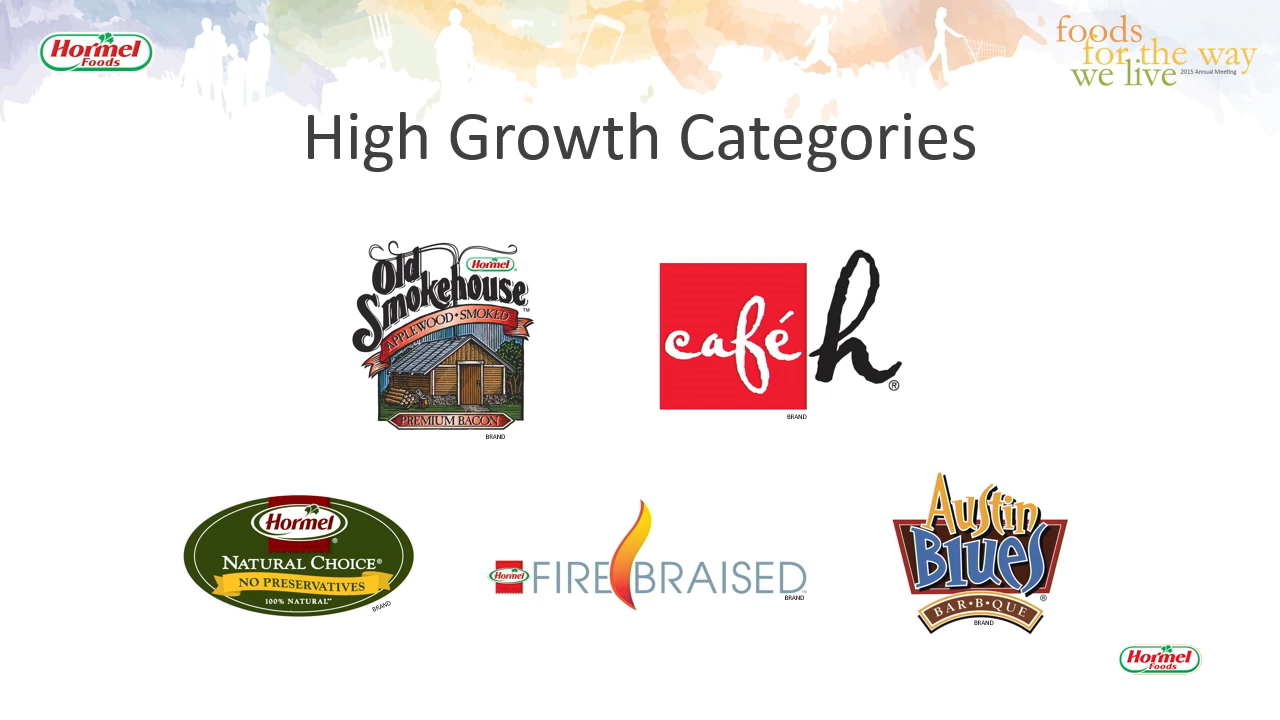 Hormel
Foods
foods
for the way
we live 2015 Annual Meeting
High Growth Categories
Old
Smokehouse™
Hormel®
APPLEWOOD • SMOKED
PREMIUM BACON
BRAND
café h®
BRAND
Hormel®
NATURAL CHOICE®
NO PRESERVATIVES
100% NATURAL**
BRAND
Hormel FIRE BRAISED™
BRAND
Austin
Blues®
BAR•B•QUE
BRAND
Hormel
Foods